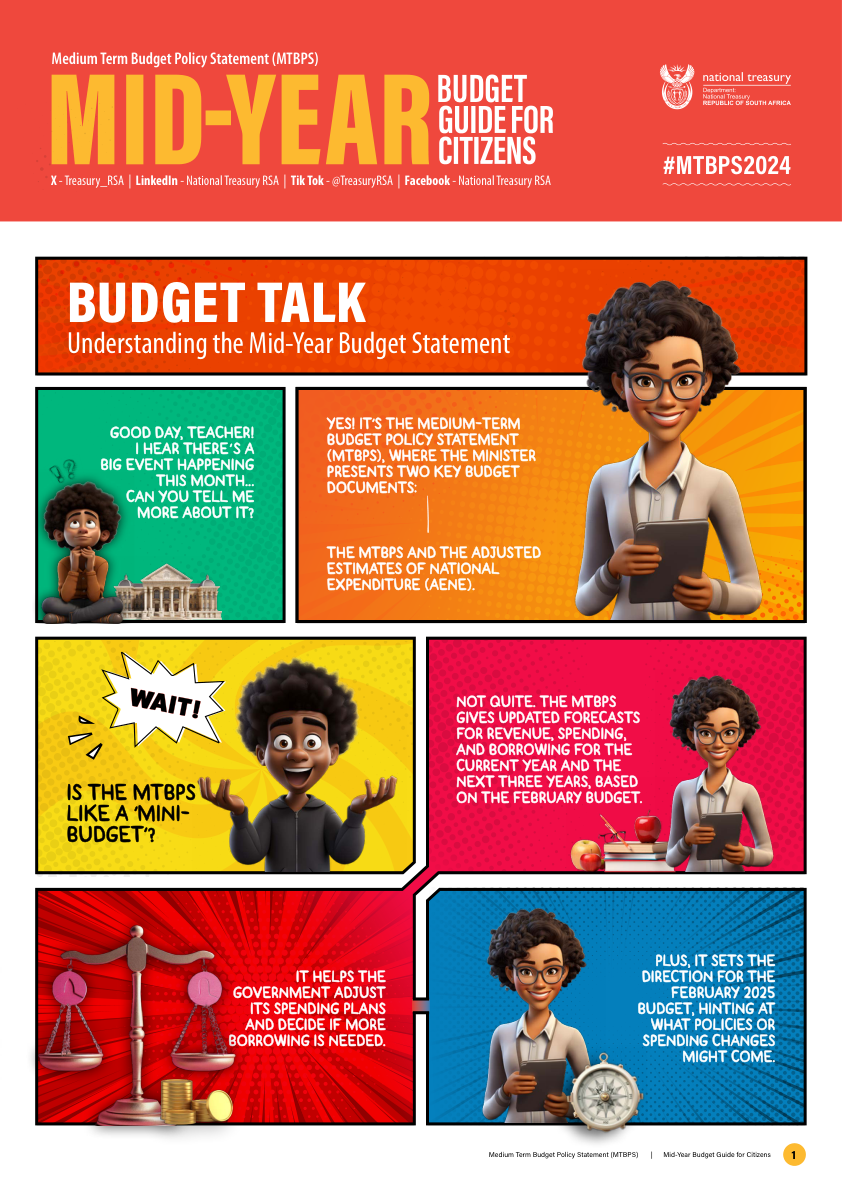 Medium Term Budget Policy Statement (MTBPS)
MID-YEAR
BUDGET
GUIDE FOR
CITIZENS
X - Treasury_RSA | LinkedIn - National Treasury RSA | Tik Tok - @TreasuryRSA | Facebook - National Treasury RSA
national treasury
Department:
National Treasury
REPUBLIC OF SOUTH AFRICA
#MTBPS2024
BUDGET TALK
Understanding the Mid-Year Budget Statement
GOOD DAY, TEACHER!
I HEAR THERE'S A
BIG EVENT HAPPENING
THIS MONTH...
CAN YOU TELL ME
MORE ABOUT IT?
YES! IT'S THE MEDIUM-TERM
BUDGET POLICY STATEMENT
(MTBPS), WHERE THE MINISTER
PRESENTS TWO KEY BUDGET
DOCUMENTS:
THE MTBPS AND THE ADJUSTED
ESTIMATES OF NATIONAL
EXPENDITURE (AENE).
WAIT!
IS THE MTBPS
LIKE A 'MINI-
BUDGET'?
NOT QUITE. THE MTBPS
GIVES UPDATED FORECASTS
FOR REVENUE, SPENDING,
AND BORROWING FOR THE
CURRENT YEAR AND THE
NEXT THREE YEARS, BASED
ON THE FEBRUARY BUDGET.
IT HELPS THE
GOVERNMENT ADJUST
ITS SPENDING PLANS
AND DECIDE IF MORE
BORROWING IS NEEDED.
PLUS, IT SETS THE
DIRECTION FOR THE
FEBRUARY 2025
BUDGET, HINTING AT
WHAT POLICIES OR
SPENDING CHANGES
MIGHT COME.
Medium Term Budget Policy Statement (MTBPS) | Mid-Year Budget Guide for Citizens 1